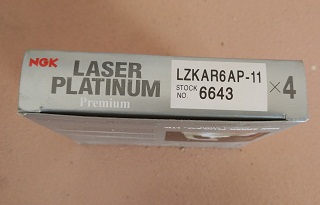 NGK
LASER
PLATINUM
Premium
LZKAR6AP-11
STOCK NO. 6643
×4